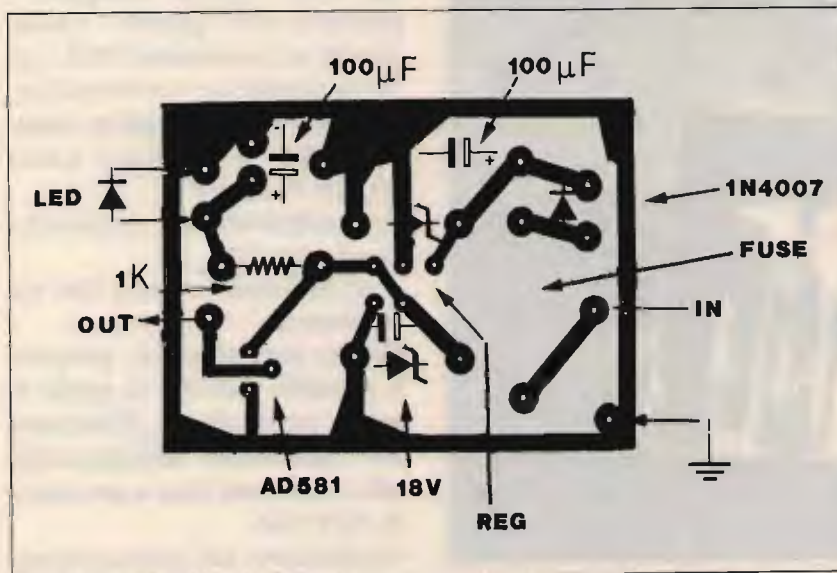 100μF
100μF
LED
1N4007
1K
FUSE
OUT
IN
AD581
18V
REG